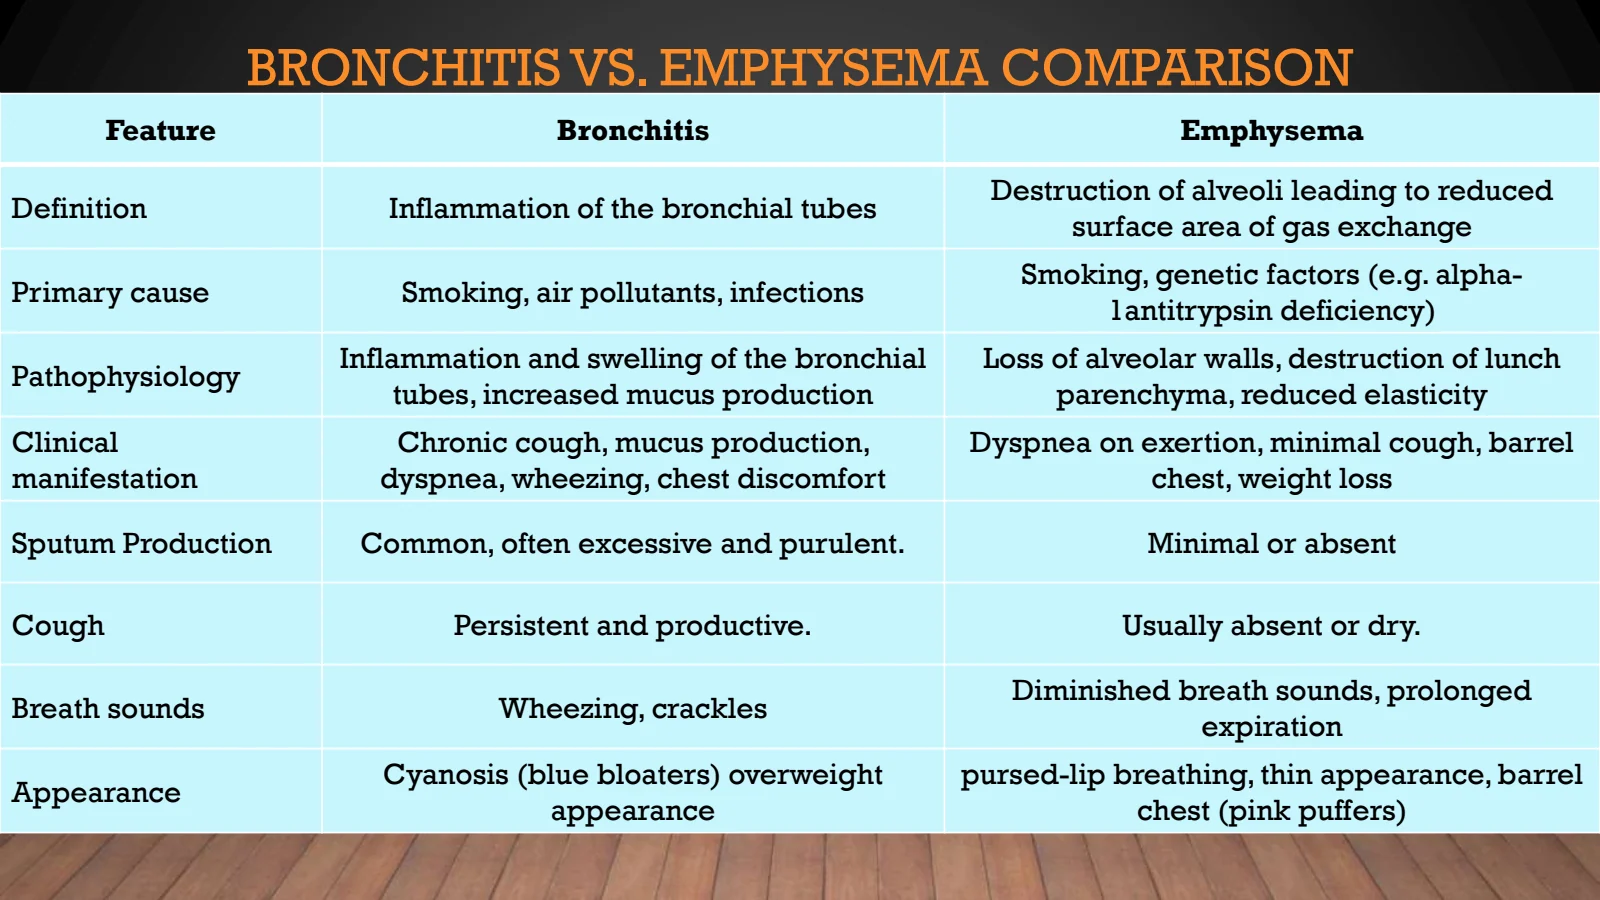 BRONCHITIS VS. EMPHYSEMA COMPARISON
Feature
Bronchitis
Emphysema
Definition
Inflammation of the bronchial tubes
Destruction of alveoli leading to reduced
surface area of gas exchange
Primary cause
Smoking, air pollutants, infections
Smoking, genetic factors (e.g. alpha-
1antitrypsin deficiency)
Pathophysiology
Inflammation and swelling of the bronchial
tubes, increased mucus production
Loss of alveolar walls, destruction of lunch
parenchyma, reduced elasticity
Clinical
manifestation
Chronic cough, mucus production,
dyspnea, wheezing, chest discomfort
Dyspnea on exertion, minimal cough, barrel
chest, weight loss
Sputum Production
Common, often excessive and purulent.
Minimal or absent
Cough
Persistent and productive.
Usually absent or dry.
Breath sounds
Wheezing, crackles
Diminished breath sounds, prolonged
expiration
Appearance
Cyanosis (blue bloaters) overweight
appearance
pursed-lip breathing, thin appearance, barrel
chest (pink puffers)